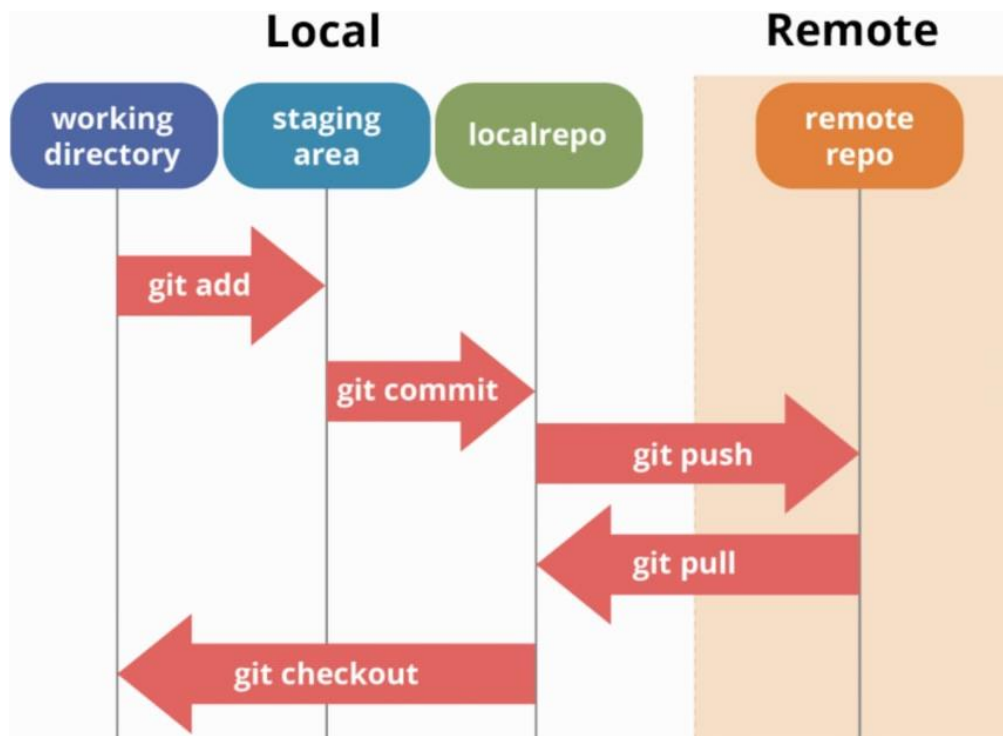 Local
Remote
working
directory
staging
area
localrepo
remote
repo
git add
git commit
git push
git pull
git checkout